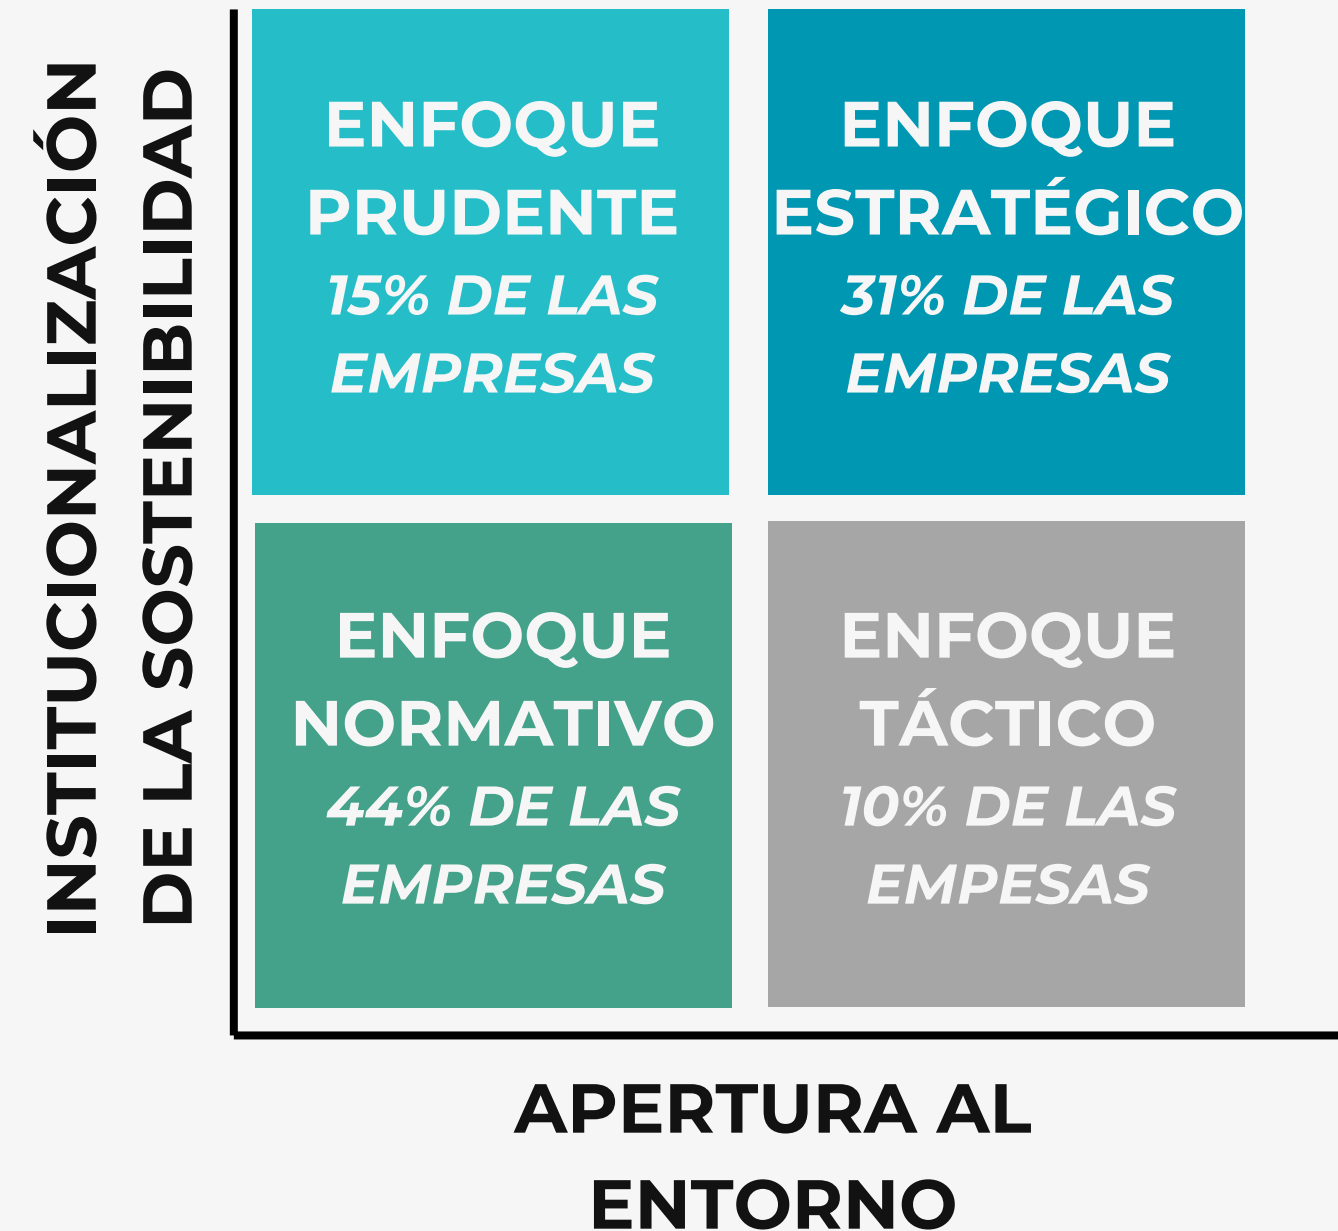 INSTITUCIONALIZACIÓN
DE LA SOSTENIBILIDAD
ENFOQUE
PRUDENTE
15% DE LAS
EMPRESAS
ENFOQUE
ESTRATÉGICO
31% DE LAS
EMPRESAS
ENFOQUE
NORMATIVO
44% DE LAS
EMPRESAS
ENFOQUE
TÁCTICO
10% DE LAS
EMPESAS
APERTURA AL
ENTORNO